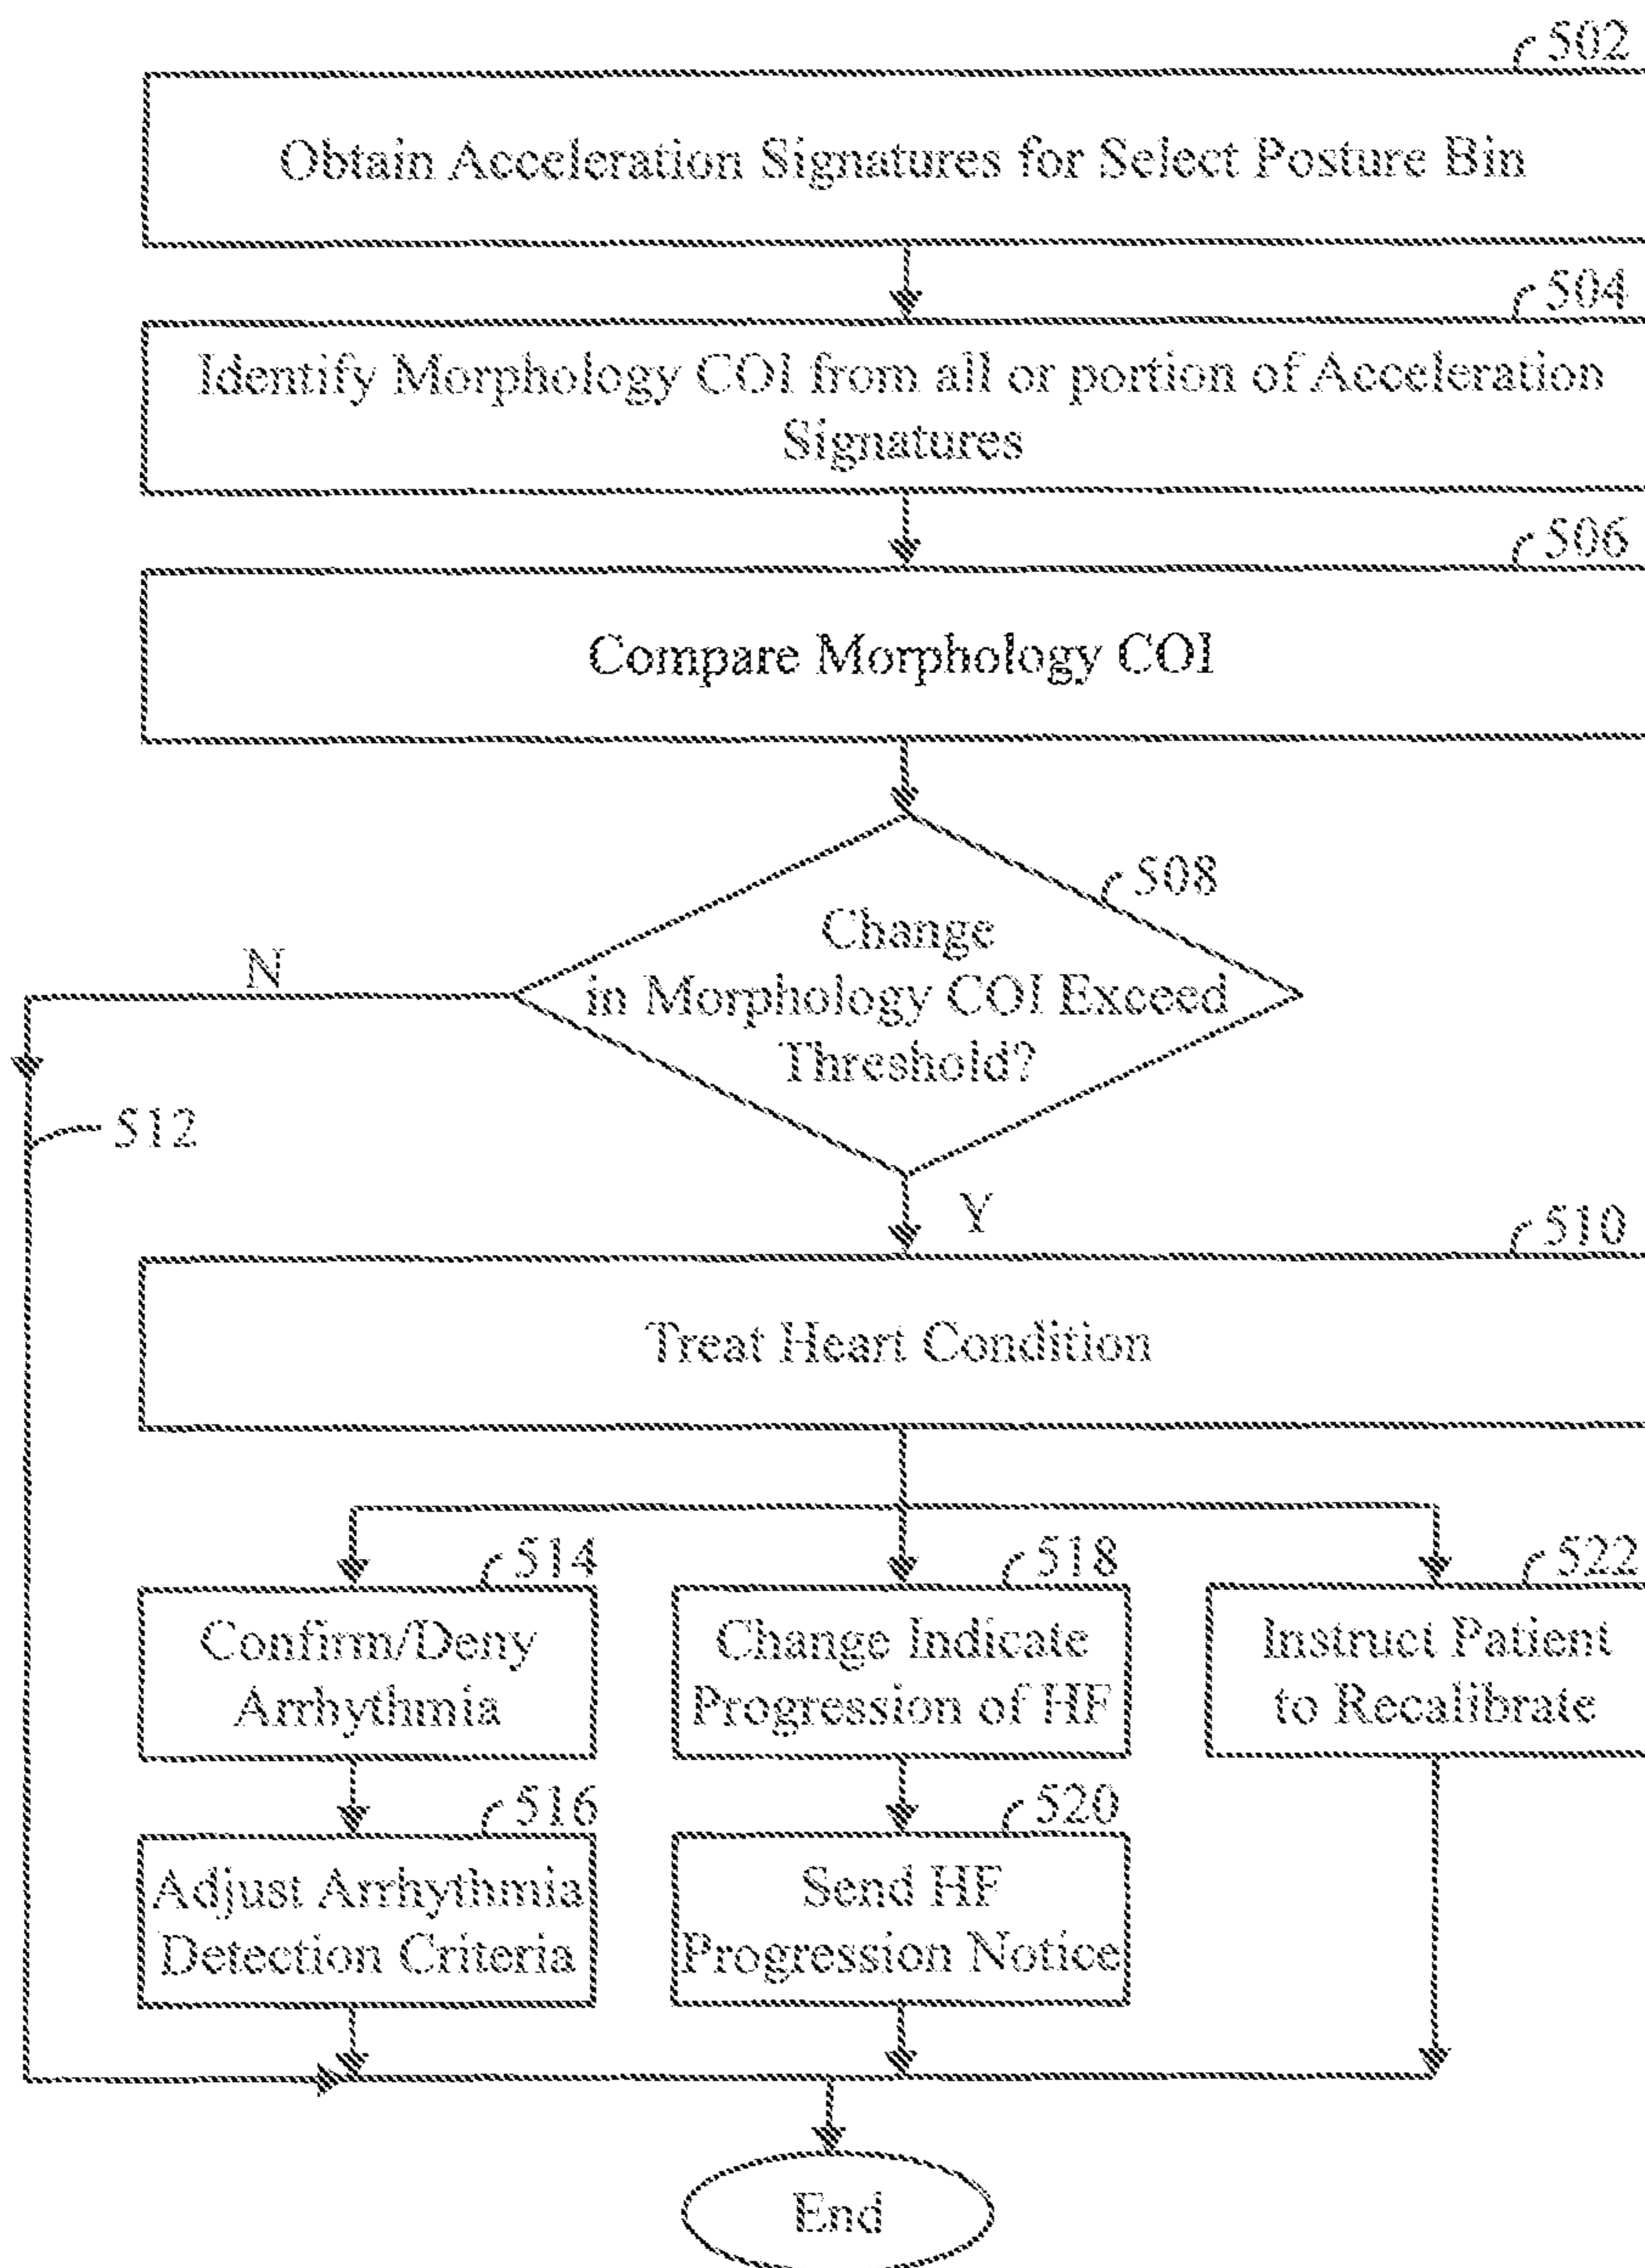 502
Obtain Acceleration Signatures for Select Posture Bin
504
Identify Morphology COI from all or portion of Acceleration
Signatures
506
Compare Morphology COI
508
Change
in Morphology COI Exceed
Threshold?
N
512
Y
510
Treat Heart Condition
514
Confirm/Deny
Arrhythmia
518
Change Indicate
Progression of HF
522
Instruct Patient
to Recalibrate
516
Adjust Arrhythmia
Detection Criteria
520
Send HF
Progression Notice
End